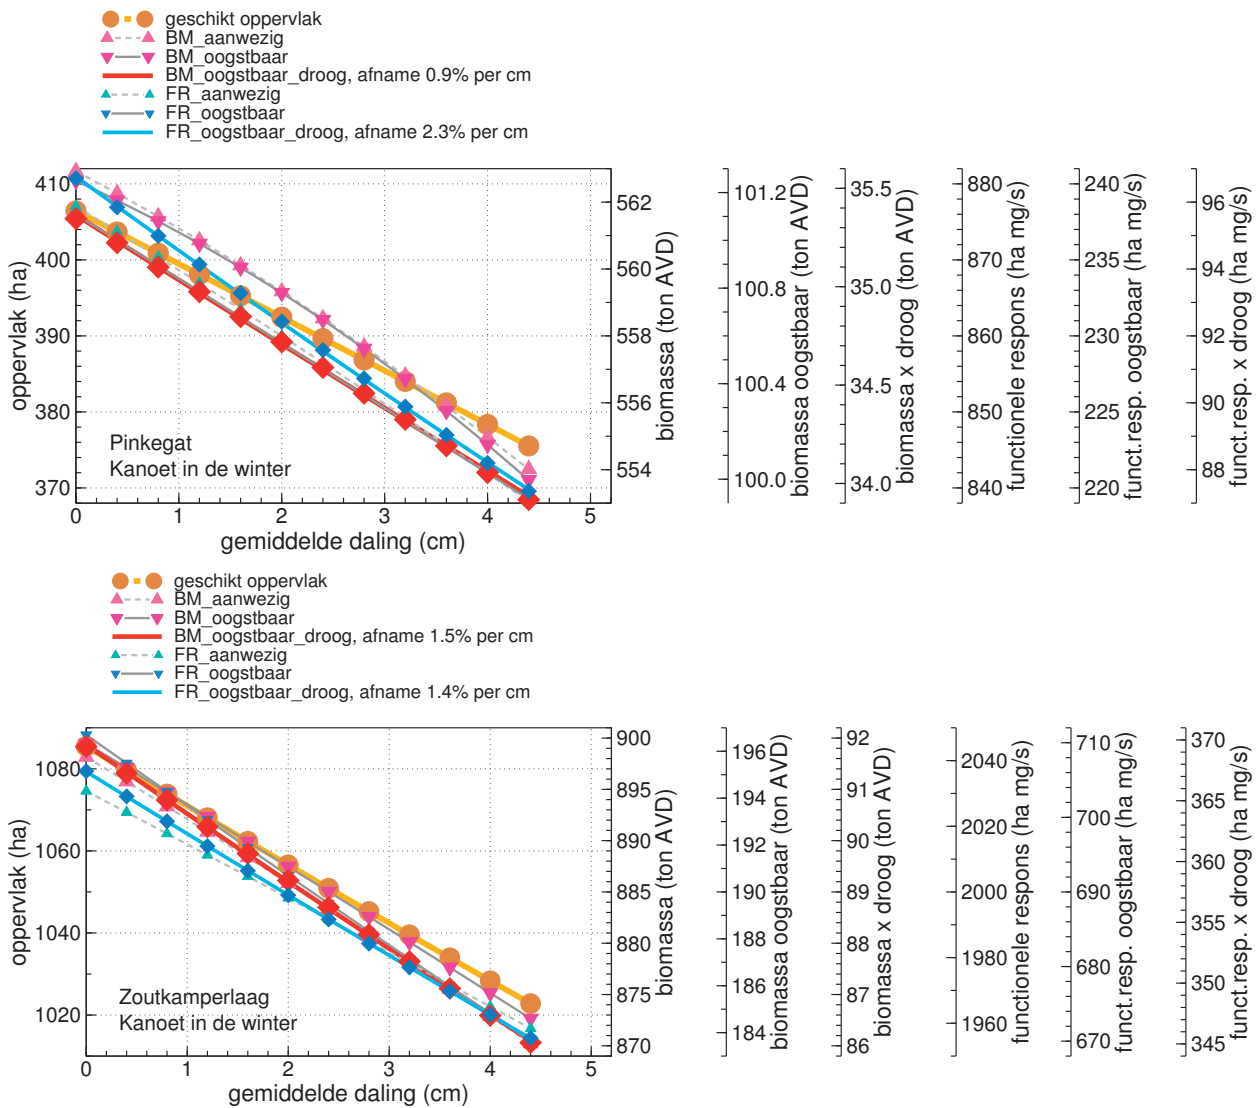 geschikt oppervlak
BM_aanwezig
BM_oogstbaar
BM_oogstbaar_droog, afname 0.9% per cm
FR_aanwezig
FR_oogstbaar
FR_oogstbaar_droog, afname 2.3% per cm
oppervlak (ha)
410
400
390
380
370
Pinkegat
Kanoet in de winter
0 1 2 3 4 5
gemiddelde daling (cm)
562
560
558
556
554
biomassa (ton AVD)
101.2
100.8
100.4
100.0
biomassa oogstbaar (ton AVD)
35.5
35.0
34.5
34.0
biomassa x droog (ton AVD)
880
870
860
850
840
functionele respons (ha mg/s)
240
235
230
225
220
funct.resp. oogstbaar (ha mg/s)
96
94
92
90
88
funct.resp. x droog (ha mg/s)
geschikt oppervlak
BM_aanwezig
BM_oogstbaar
BM_oogstbaar_droog, afname 1.5% per cm
FR_aanwezig
FR_oogstbaar
FR_oogstbaar_droog, afname 1.4% per cm
oppervlak (ha)
1080
1060
1040
1020
Zoutkamperlaag
Kanoet in de winter
0 1 2 3 4 5
gemiddelde daling (cm)
900
895
890
885
880
875
870
biomassa (ton AVD)
196
194
192
190
188
186
184
biomassa oogstbaar (ton AVD)
92
91
90
89
88
87
86
biomassa x droog (ton AVD)
2040
2020
2000
1980
1960
functionele respons (ha mg/s)
710
700
690
680
670
funct.resp. oogstbaar (ha mg/s)
370
365
360
355
350
345
funct.resp. x droog (ha mg/s)